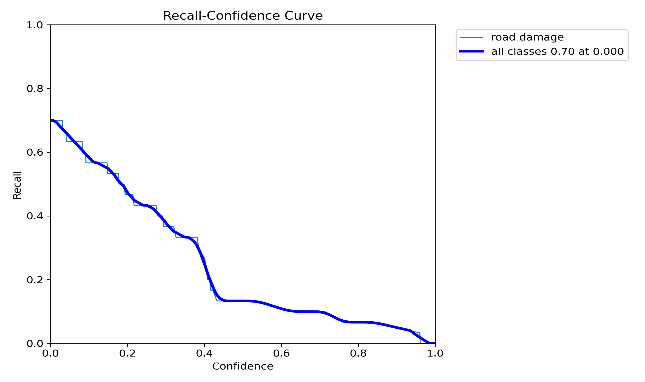 Recall-Confidence Curve
1.0
0.8
0.6
0.4
0.2
0.0
0.0 0.2 0.4 0.6 0.8 1.0
Recall
Confidence
road damage
all classes 0.70 at 0.000